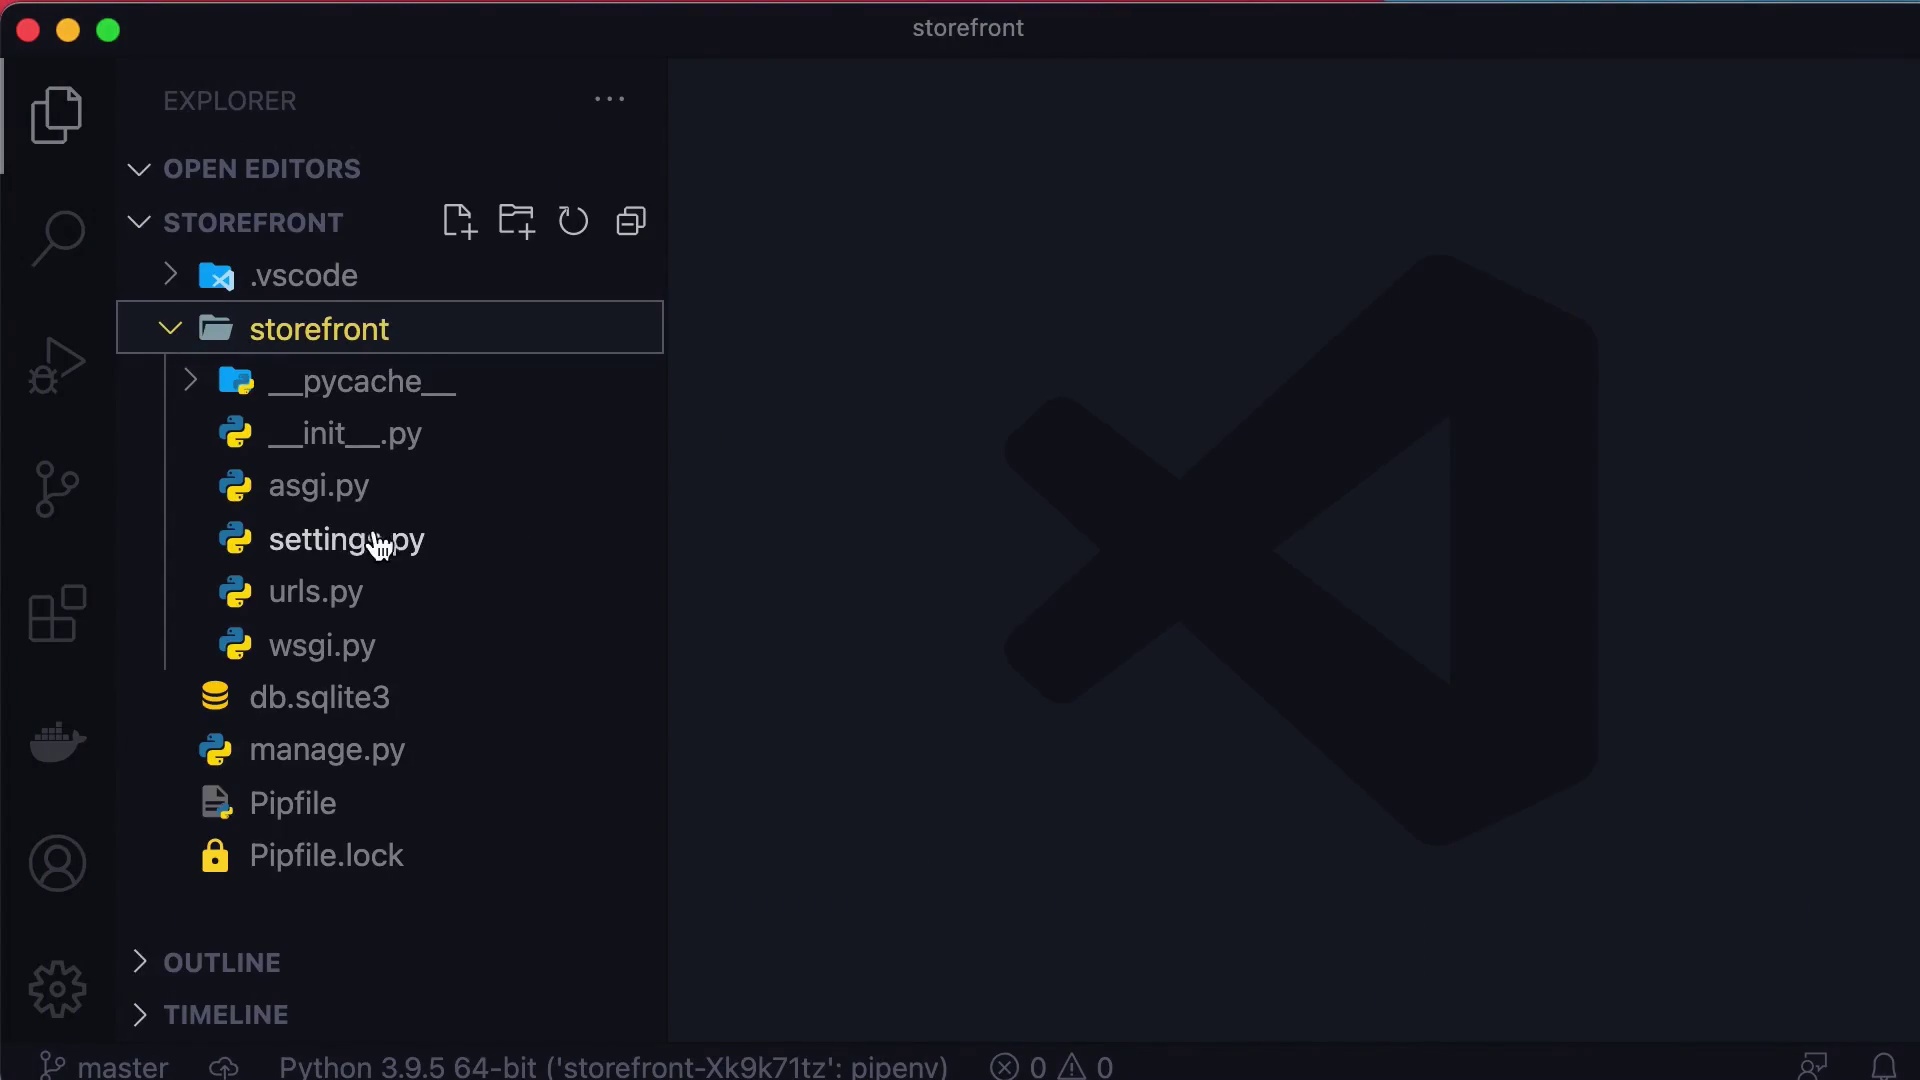 storefront
EXPLORER
OPEN EDITORS
STOREFRONT
.vscode
storefront
__pycache__
__init__.py
asgi.py
settings.py
urls.py
wsgi.py
db.sqlite3
manage.py
Pipfile
Pipfile.lock
OUTLINE
TIMELINE
master Python 3.9.5 64-bit ('storefront-Xk9k71tz': pipenv) 0 0